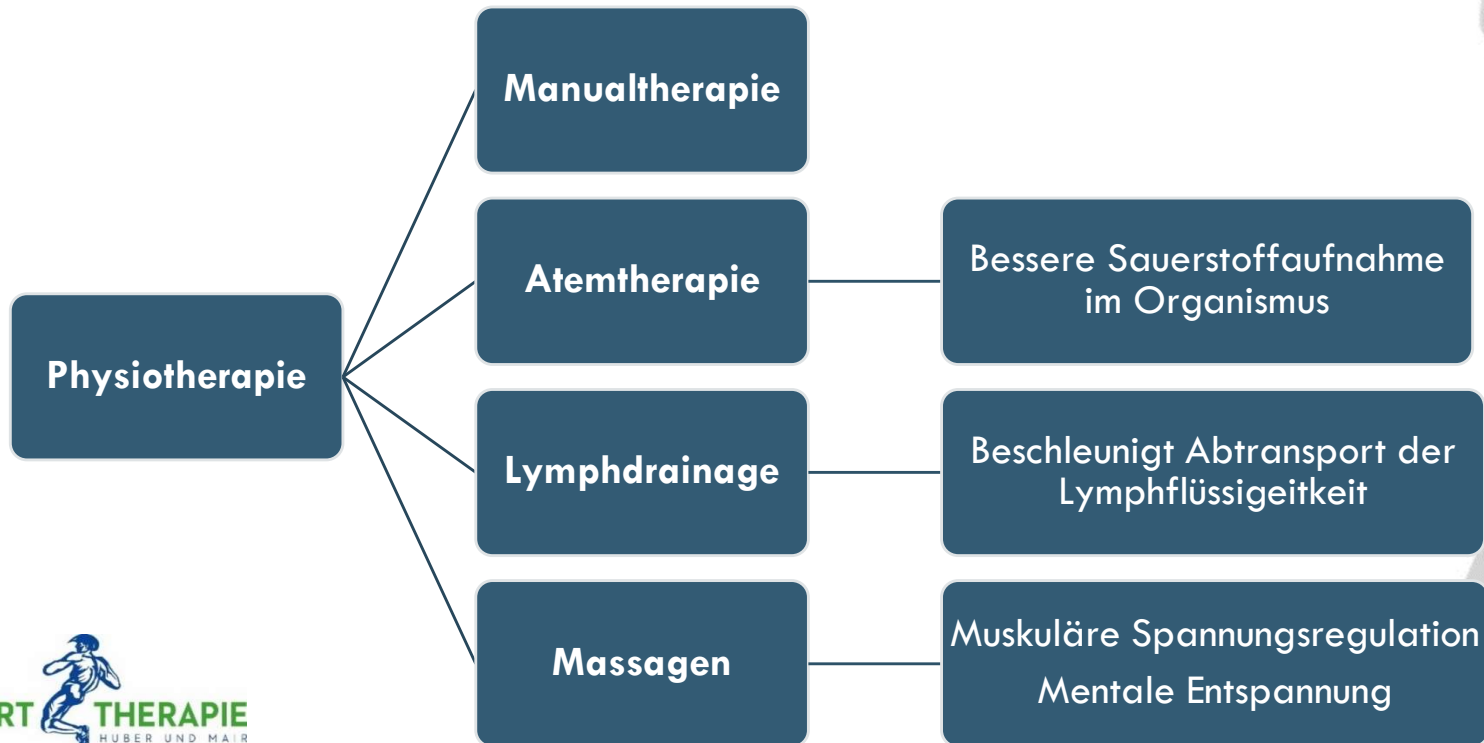 Manualtherapie
Atemtherapie
Bessere Sauerstoffaufnahme
im Organismus
Physiotherapie
Lymphdrainage
Beschleunigt Abtransport der
Lymphflüssigeitkeit
Massagen
Muskuläre Spannungsregulation
Mentale Entspannung
RT THERAPIE
HUBER UND MAIR